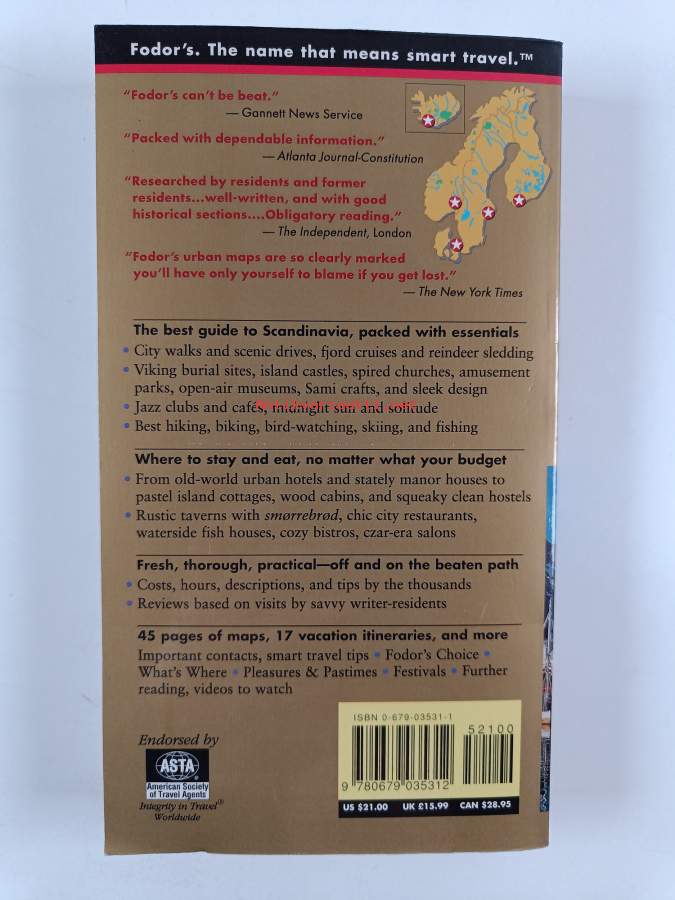 Fodor's. The name that means smart travel.™
"Fodor's can't be beat."
— Gannett News Service
"Packed with dependable information."
— Atlanta Journal-Constitution
"Researched by residents and former
residents...well-written, and with good
historical sections....Obligatory reading."
— The Independent, London
"Fodor's urban maps are so clearly marked
you'll have only yourself to blame if you get lost."
— The New York Times
The best guide to Scandinavia, packed with essentials
• City walks and scenic drives, fjord cruises and reindeer sledding
• Viking burial sites, island castles, spired churches, amusement
parks, open-air museums, Sami crafts, and sleek design
• Jazz clubs and cafés, midnight sun and solitude
• Best hiking, biking, bird-watching, skiing, and fishing
Where to stay and eat, no matter what your budget
• From old-world urban hotels and stately manor houses to
pastel island cottages, wood cabins, and squeaky clean hostels
• Rustic taverns with smørrebrød, chic city restaurants,
waterside fish houses, cozy bistros, czar-era salons
Fresh, thorough, practical—off and on the beaten path
• Costs, hours, descriptions, and tips by the thousands
• Reviews based on visits by savvy writer-residents
45 pages of maps, 17 vacation itineraries, and more
Important contacts, smart travel tips • Fodor's Choice •
What's Where • Pleasures & Pastimes • Festivals • Further
reading, videos to watch
Endorsed by
ASTA
American Society
of Travel Agents
Integrity in Travel®
Worldwide
ISBN 0-679-03531-1
52100
9 780679 035312
US $21.00 UK £15.99 CAN $28.95